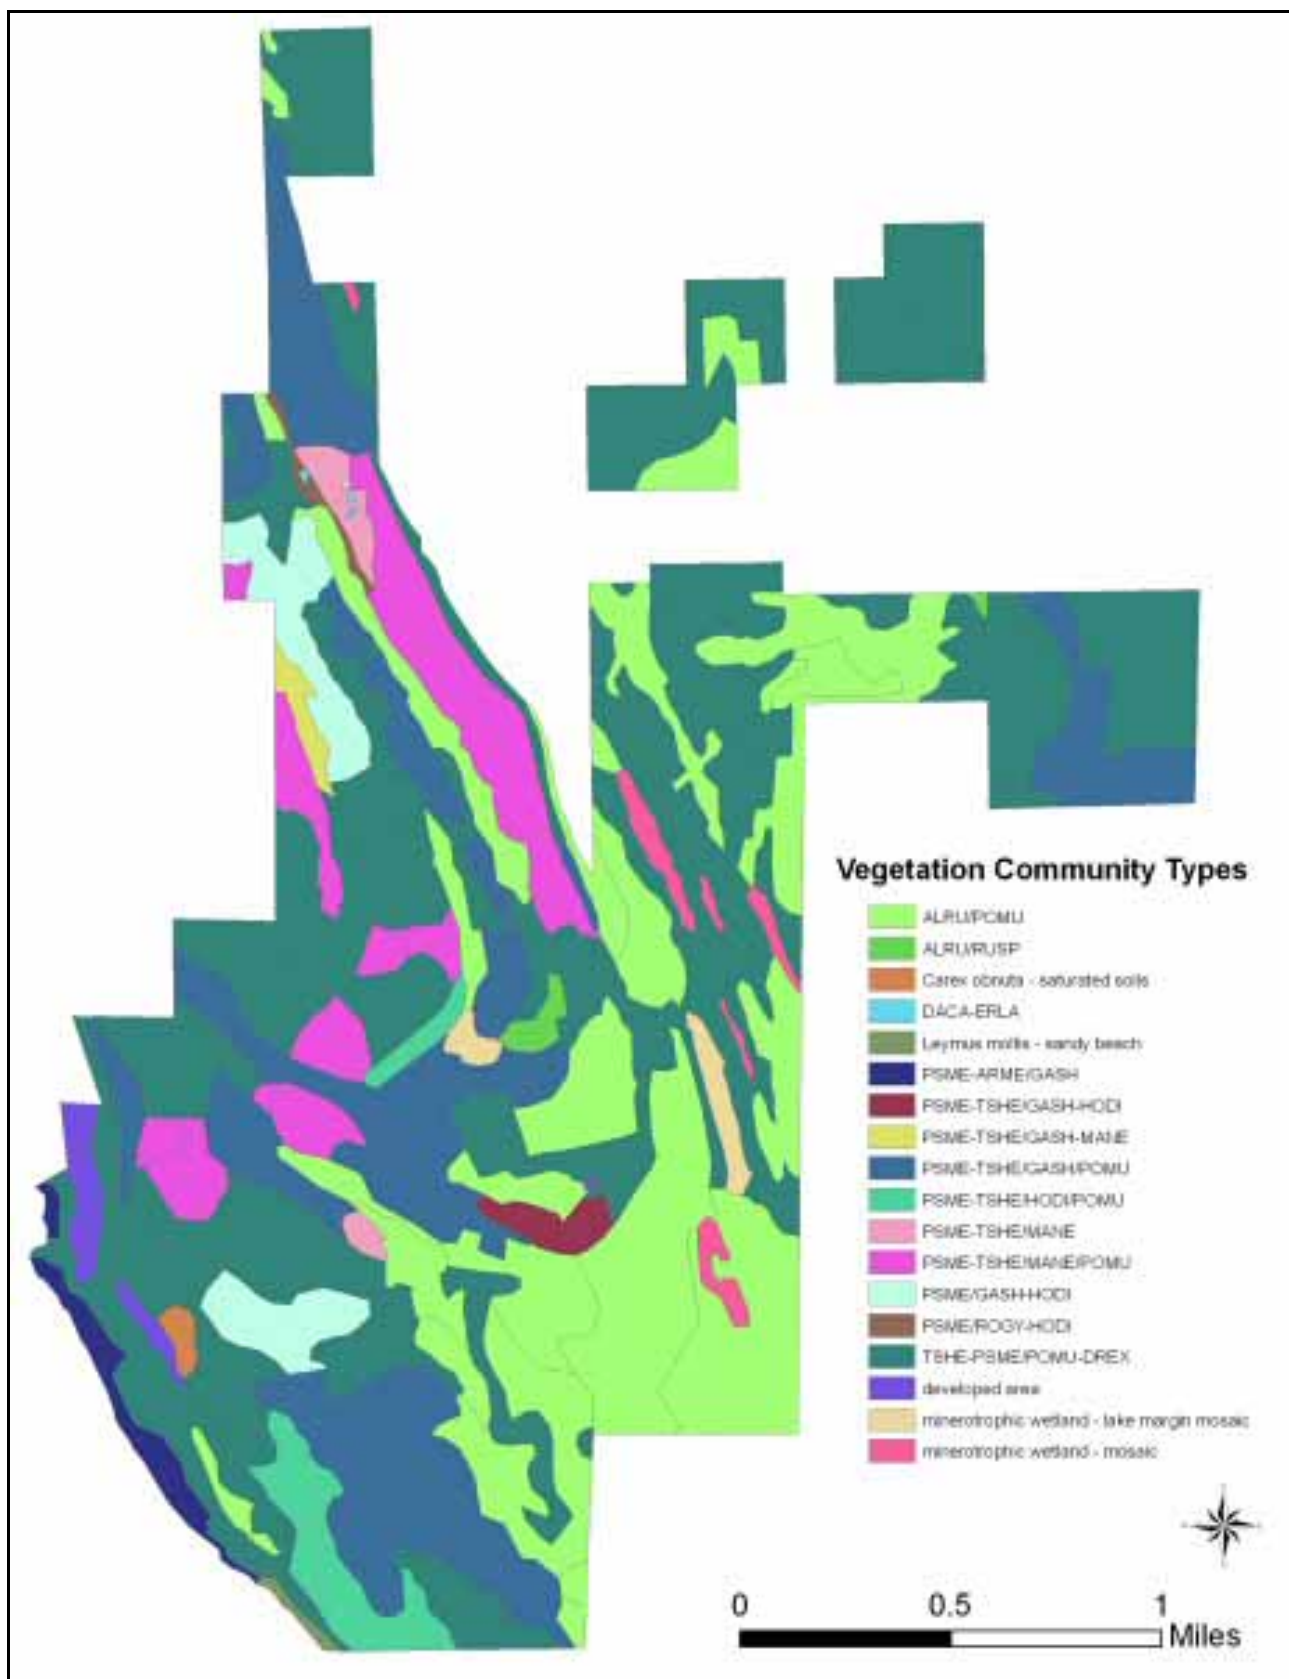 Vegetation Community Types
ALRU/POMU
ALRU/RUSP
Carex obnuta - saturated soils
DACA-ERLA
Leymus mollis - sandy beach
PSME-ARME/GASH
PSME-TSHE/GASH-HODI
PSME-TSHE/GASH-MANE
PSME-TSHE/GASH/POMU
PSME-TSHE/HODI/POMU
PSME-TSHE/MANE
PSME-TSHE/MANE/POMU
PSME/GASH-HODI
PSME/ROGY-HODI
TSHE-PSME/POMU-DREX
developed area
minerotrophic wetland - lake margin mosaic
minerotrophic wetland - mosaic
0 0.5 1
Miles